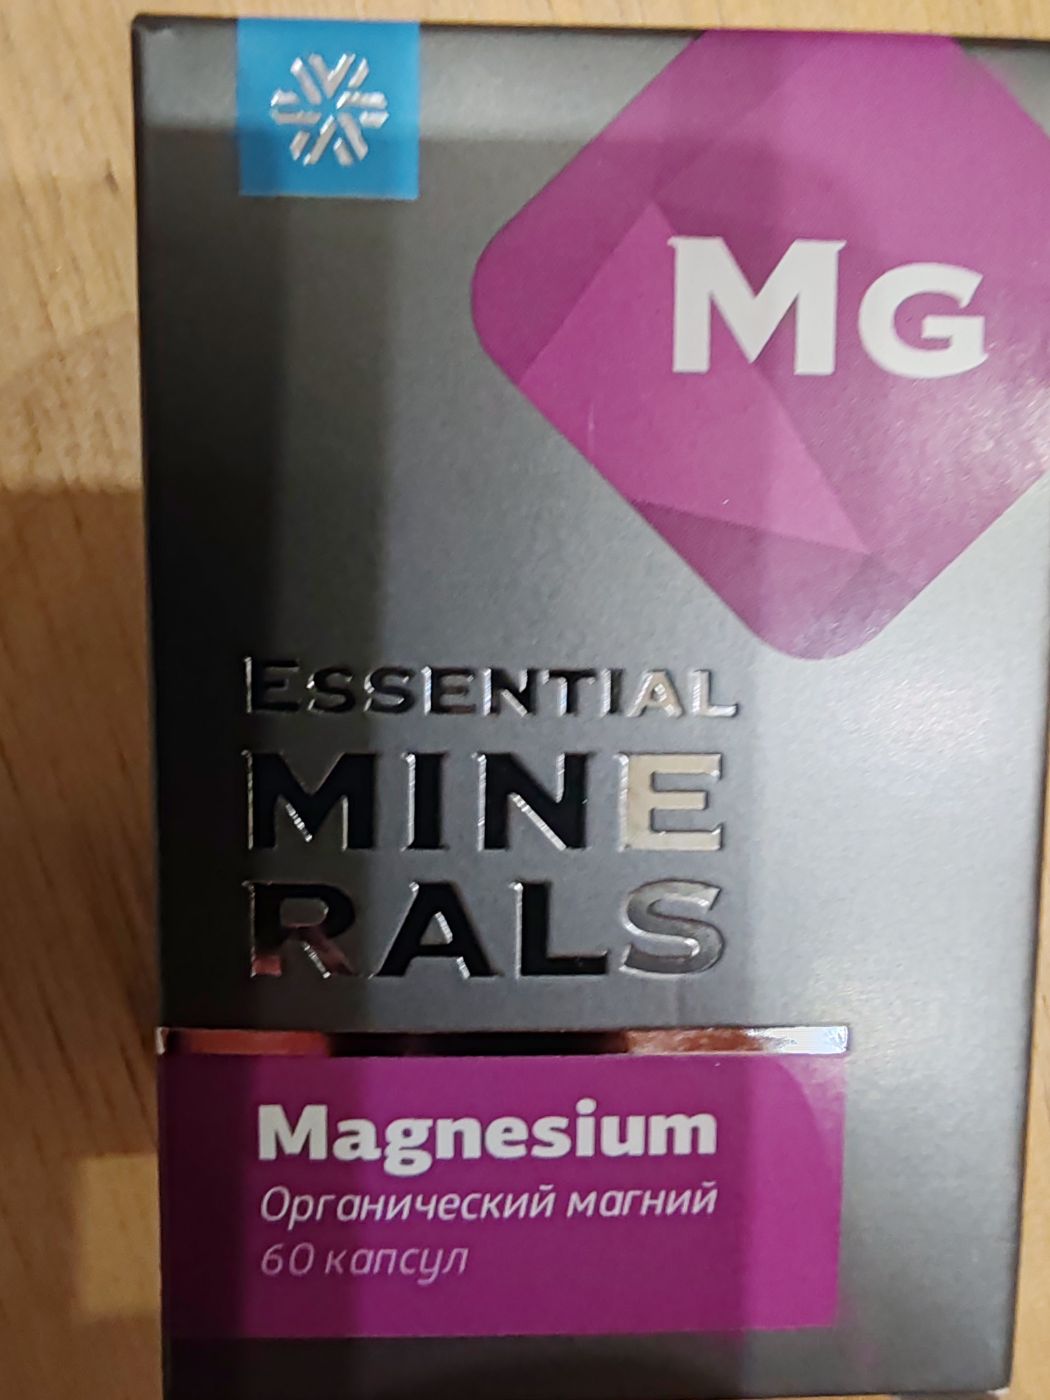 MG
ESSENTIAL
MINE
RALS
Magnesium
Органический магний
60 капсул